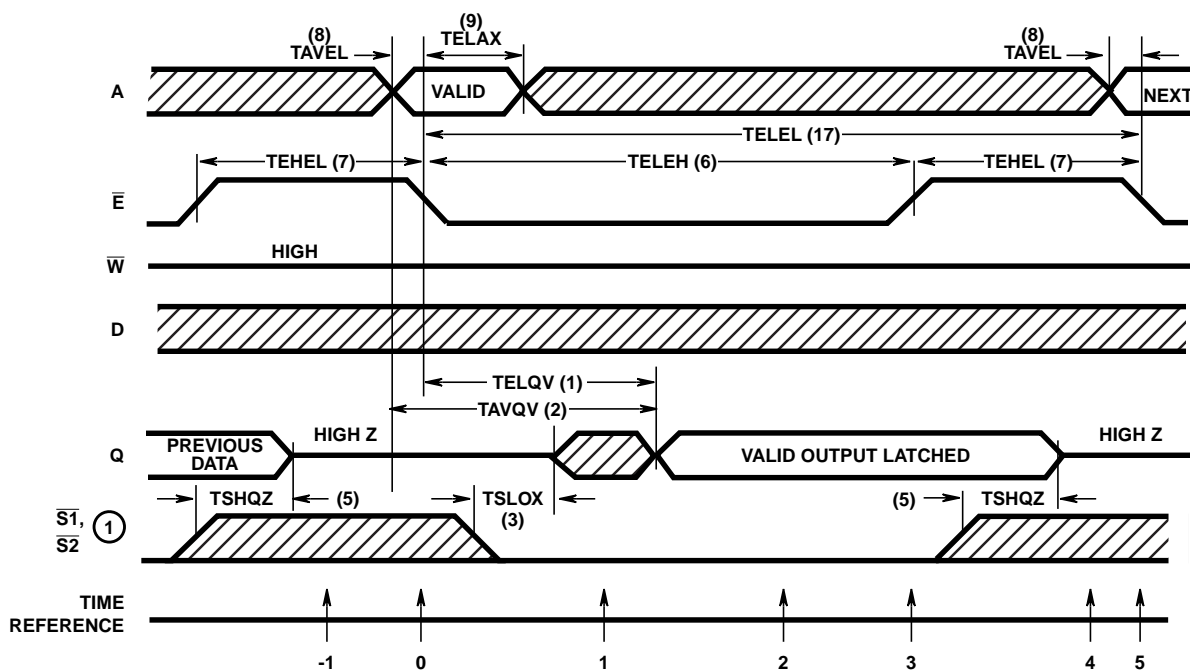 (8)
TAVEL
(9)
TELAX
(8)
TAVEL
A
VALID
NEXT
TELEL (17)
TEHEL (7)
TELEH (6)
TEHEL (7)
E̅
W̅
HIGH
D
TELQV (1)
TAVQV (2)
Q
PREVIOUS
DATA
HIGH Z
VALID OUTPUT LATCHED
HIGH Z
TSHQZ
(5)
TSLOX
(3)
(5)
TSHQZ
S̅1̅,
S̅2̅
1
TIME
REFERENCE
-1
0
1
2
3
4
5